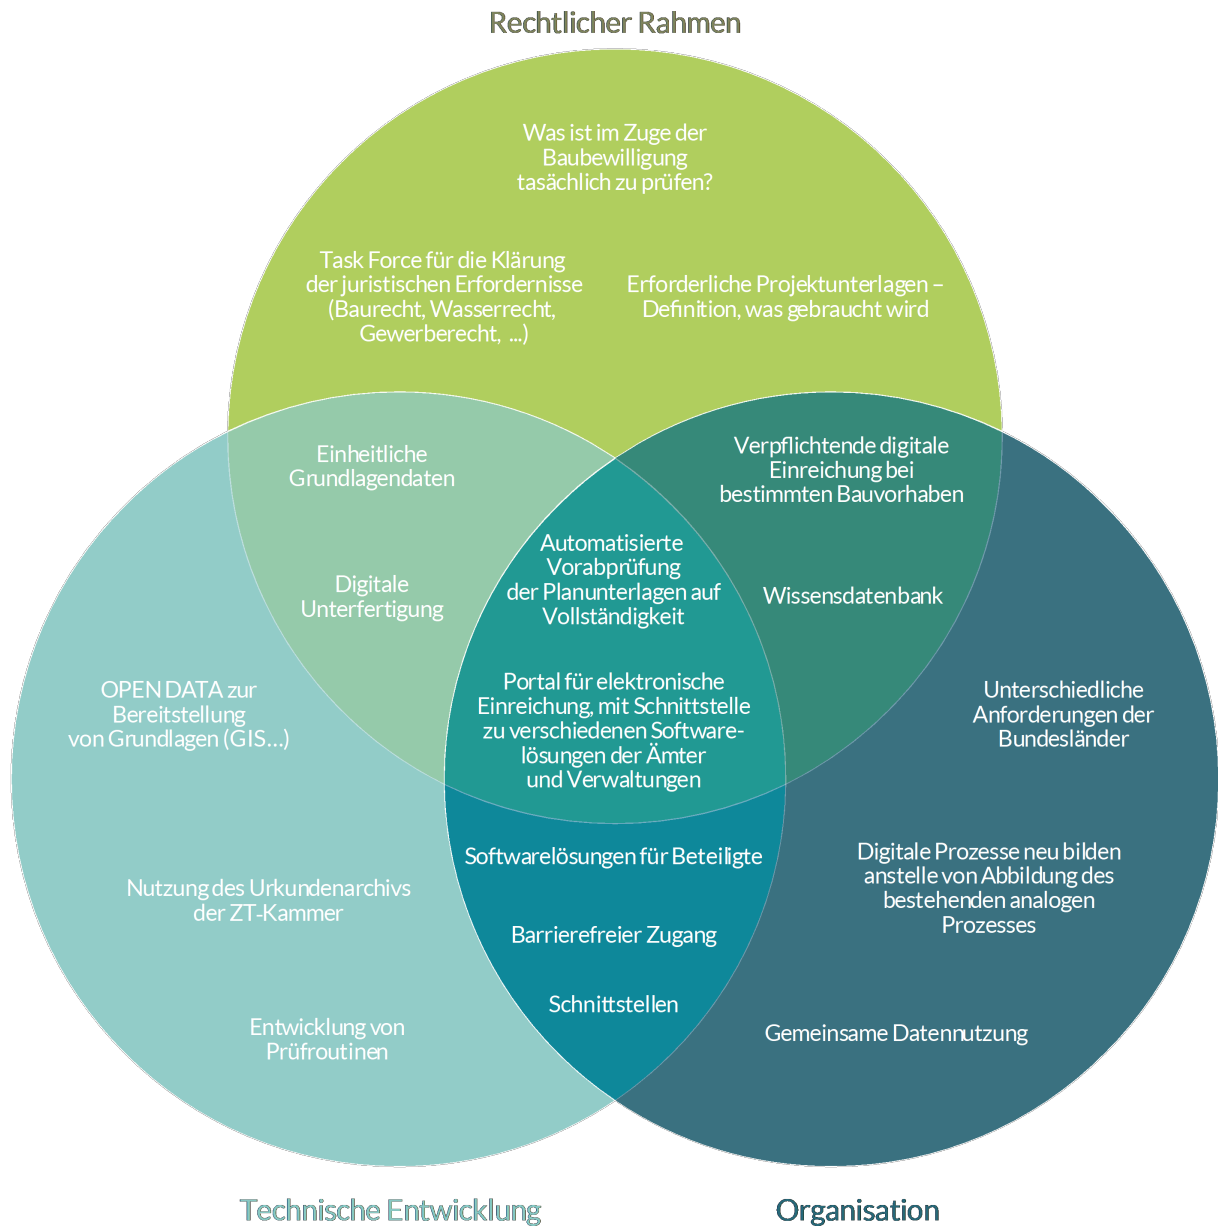 Rechtlicher Rahmen
Was ist im Zuge der
Baubewilligung
tasächlich zu prüfen?
Task Force für die Klärung
der juristischen Erfordernisse
(Baurecht, Wasserrecht,
Gewerberecht, ...)
Erforderliche Projektunterlagen –
Definition, was gebraucht wird
Einheitliche
Grundlagendaten
Digitale
Unterfertigung
Verpflichtende digitale
Einreichung bei
bestimmten Bauvorhaben
Wissensdatenbank
Automatisierte
Vorabprüfung
der Planunterlagen auf
Vollständigkeit
Portal für elektronische
Einreichung, mit Schnittstelle
zu verschiedenen Software-
lösungen der Ämter
und Verwaltungen
OPEN DATA zur
Bereitstellung
von Grundlagen (GIS...)
Nutzung des Urkundenarchivs
der ZT-Kammer
Entwicklung von
Prüfroutinen
Softwarelösungen für Beteiligte
Barrierefreier Zugang
Schnittstellen
Unterschiedliche
Anforderungen der
Bundesländer
Digitale Prozesse neu bilden
anstelle von Abbildung des
bestehenden analogen
Prozesses
Gemeinsame Datennutzung
Technische Entwicklung
Organisation